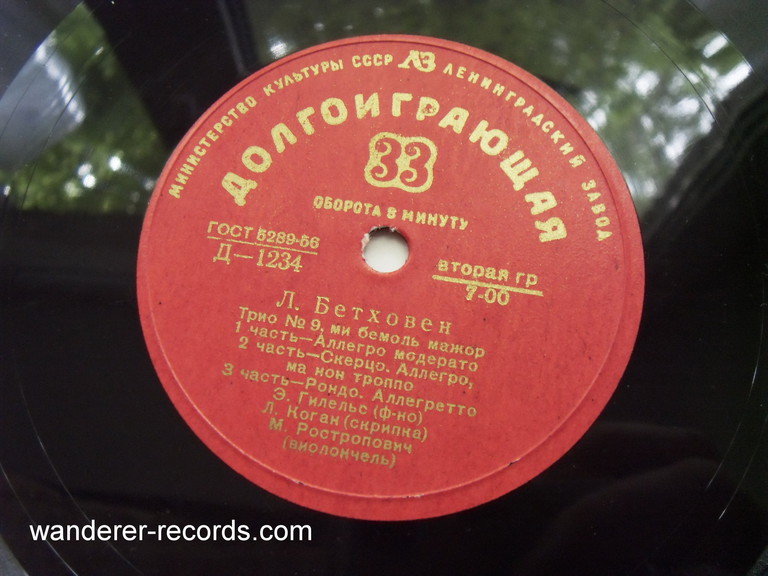 МИНИСТЕРСТВО КУЛЬТУРЫ СССР ЛЗ ЛЕНИНГРАДСКИЙ ЗАВОД
ДОЛГОИГРАЮЩАЯ
33
ОБОРОТА В МИНУТУ
ГОСТ 5289-56
Д—1234
вторая гр
7-00
Л. Бетховен
Трио № 9, ми бемоль мажор
1 часть—Аллегро модерато
2 часть—Скерцо. Аллегро,
ма нон троппо
3 часть—Рондо. Аллегретто
Э. Гилельс (ф-но)
Л. Коган (скрипка)
М. Ростропович
(виолончель)
wanderer-records.com